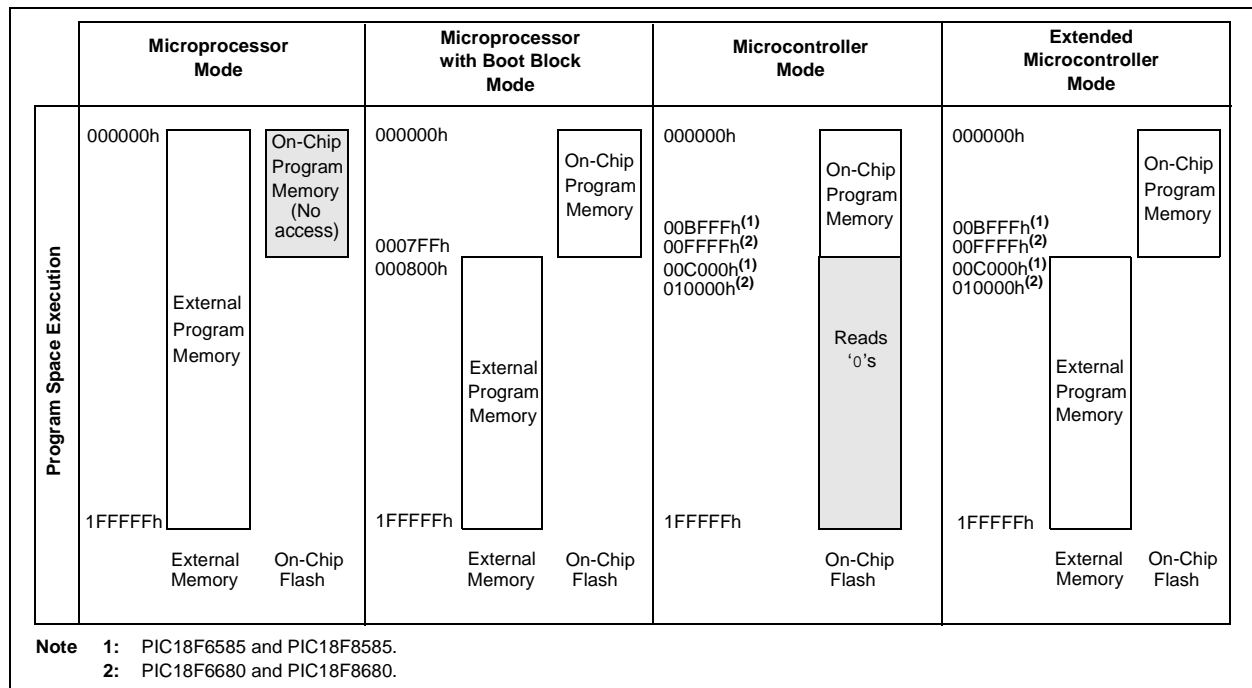 Microprocessor
Mode
Microprocessor
with Boot Block
Mode
Microcontroller
Mode
Extended
Microcontroller
Mode
Program Space Execution
000000h
External
Program
Memory
1FFFFFh
On-Chip
Program
Memory
(No
access)
External
Memory
On-Chip
Flash
000000h
0007FFh
000800h
1FFFFFh
On-Chip
Program
Memory
External
Program
Memory
External
Memory
On-Chip
Flash
000000h
00BFFFh(1)
00FFFFh(2)
00C000h(1)
010000h(2)
1FFFFFh
On-Chip
Program
Memory
Reads
‘0’s
On-Chip
Flash
000000h
00BFFFh(1)
00FFFFh(2)
00C000h(1)
010000h(2)
1FFFFFh
On-Chip
Program
Memory
External
Program
Memory
External
Memory
On-Chip
Flash
Note 1: PIC18F6585 and PIC18F8585.
2: PIC18F6680 and PIC18F8680.